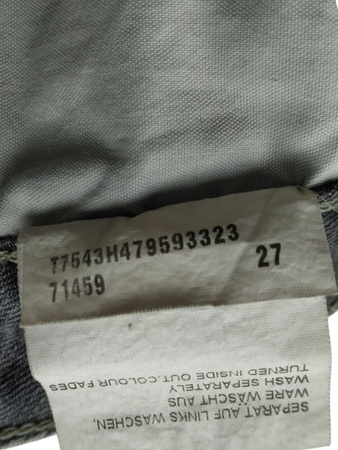 T7543H479593323
71459
27
SEPARAT AUF LINKS WASCHEN,
WARE WÄSCHT AUS
WASH SEPARATELY
TURNED INSIDE OUT.COLOUR FADES